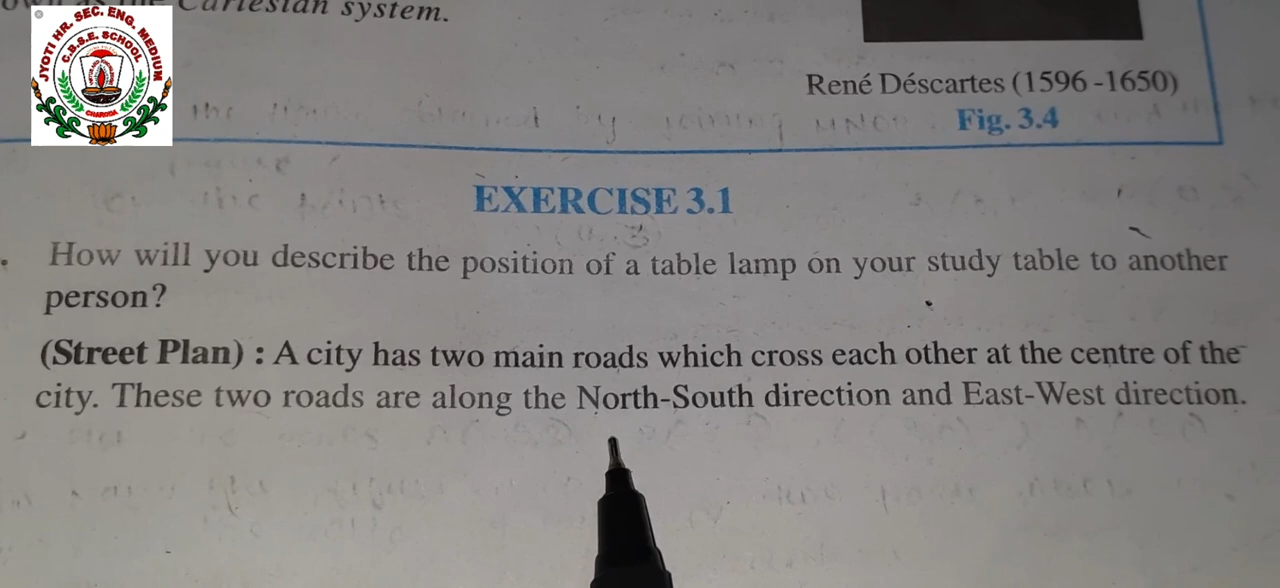 Cartesian system.
JYOTI HR. SEC. ENG. MEDIUM
C.B.S.E. SCHOOL
CHARODA
René Déscartes (1596 -1650)
Fig. 3.4
EXERCISE 3.1
How will you describe the position of a table lamp on your study table to another
person?
(Street Plan) : A city has two main roads which cross each other at the centre of the
city. These two roads are along the North-South direction and East-West direction.